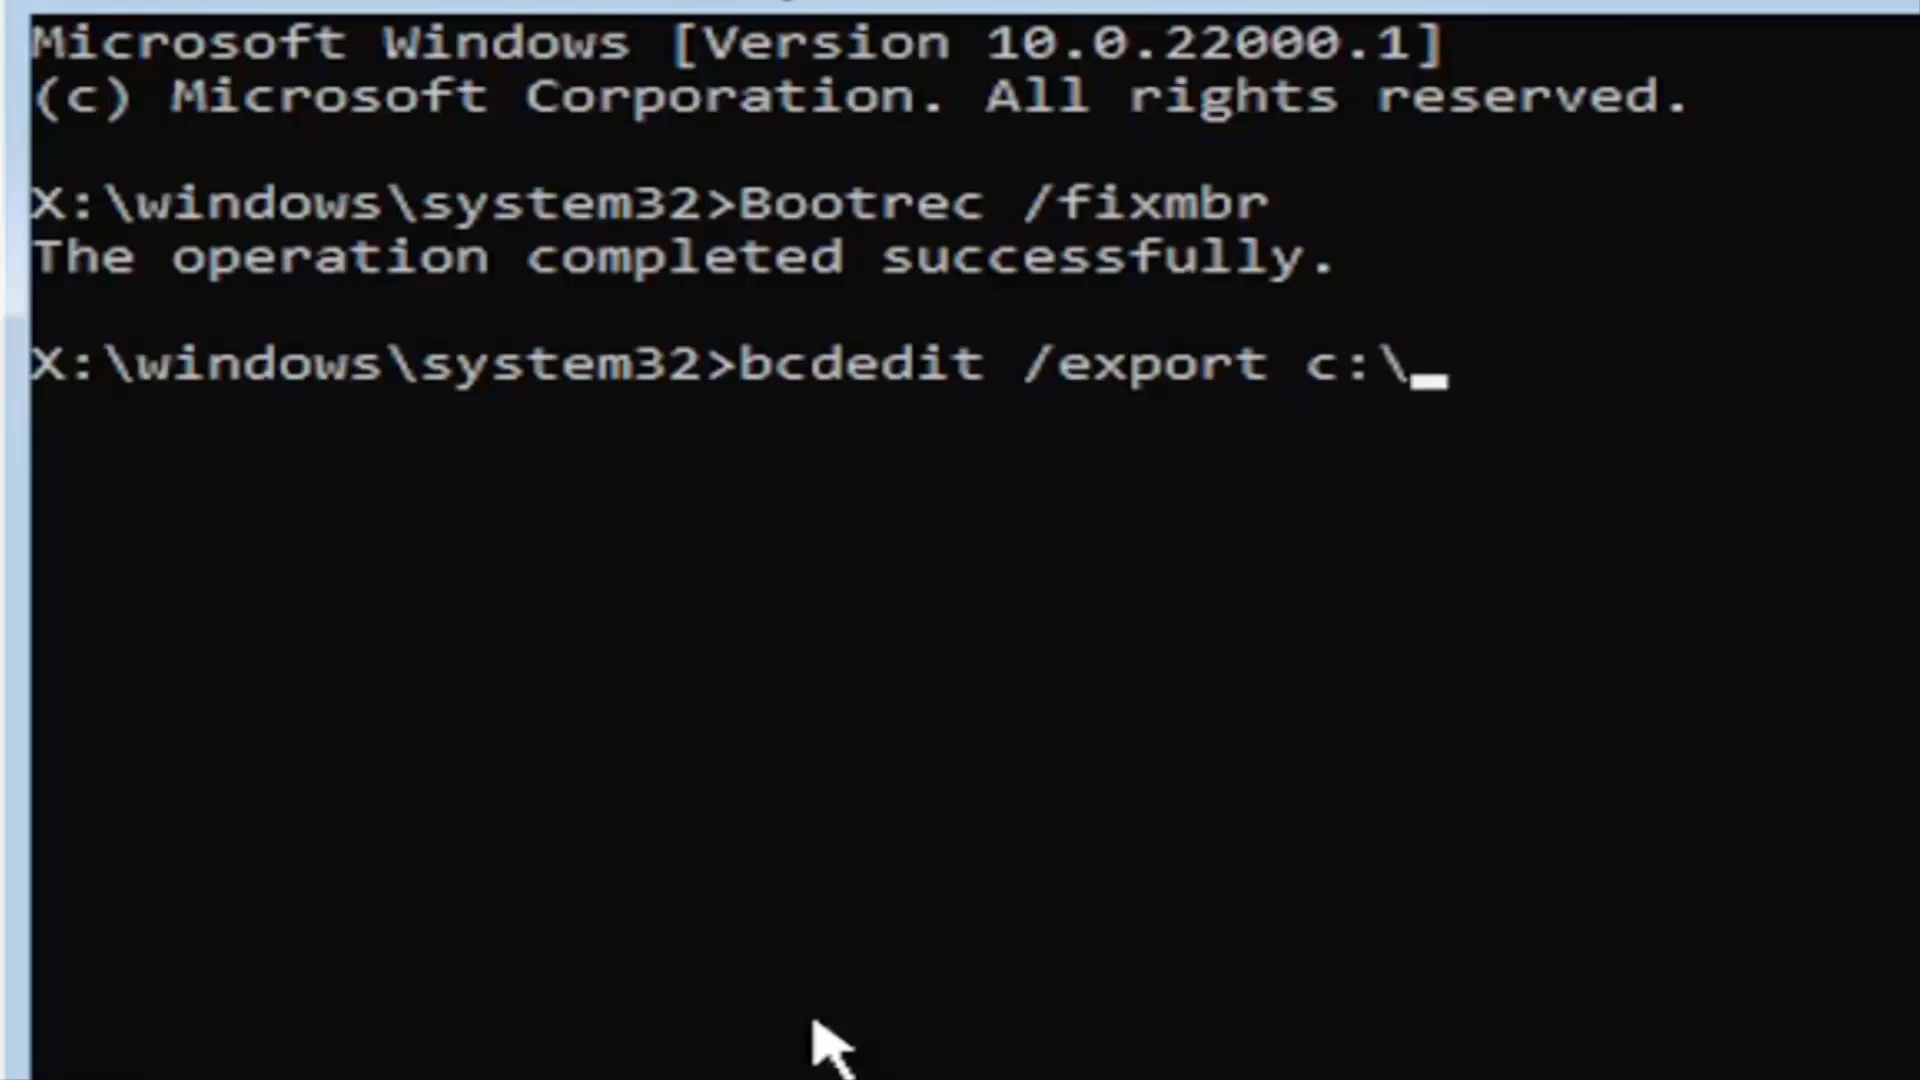 Microsoft Windows [Version 10.0.22000.1]
(c) Microsoft Corporation. All rights reserved.
X:\windows\system32>Bootrec /fixmbr
The operation completed successfully.
X:\windows\system32>bcdedit /export c:\